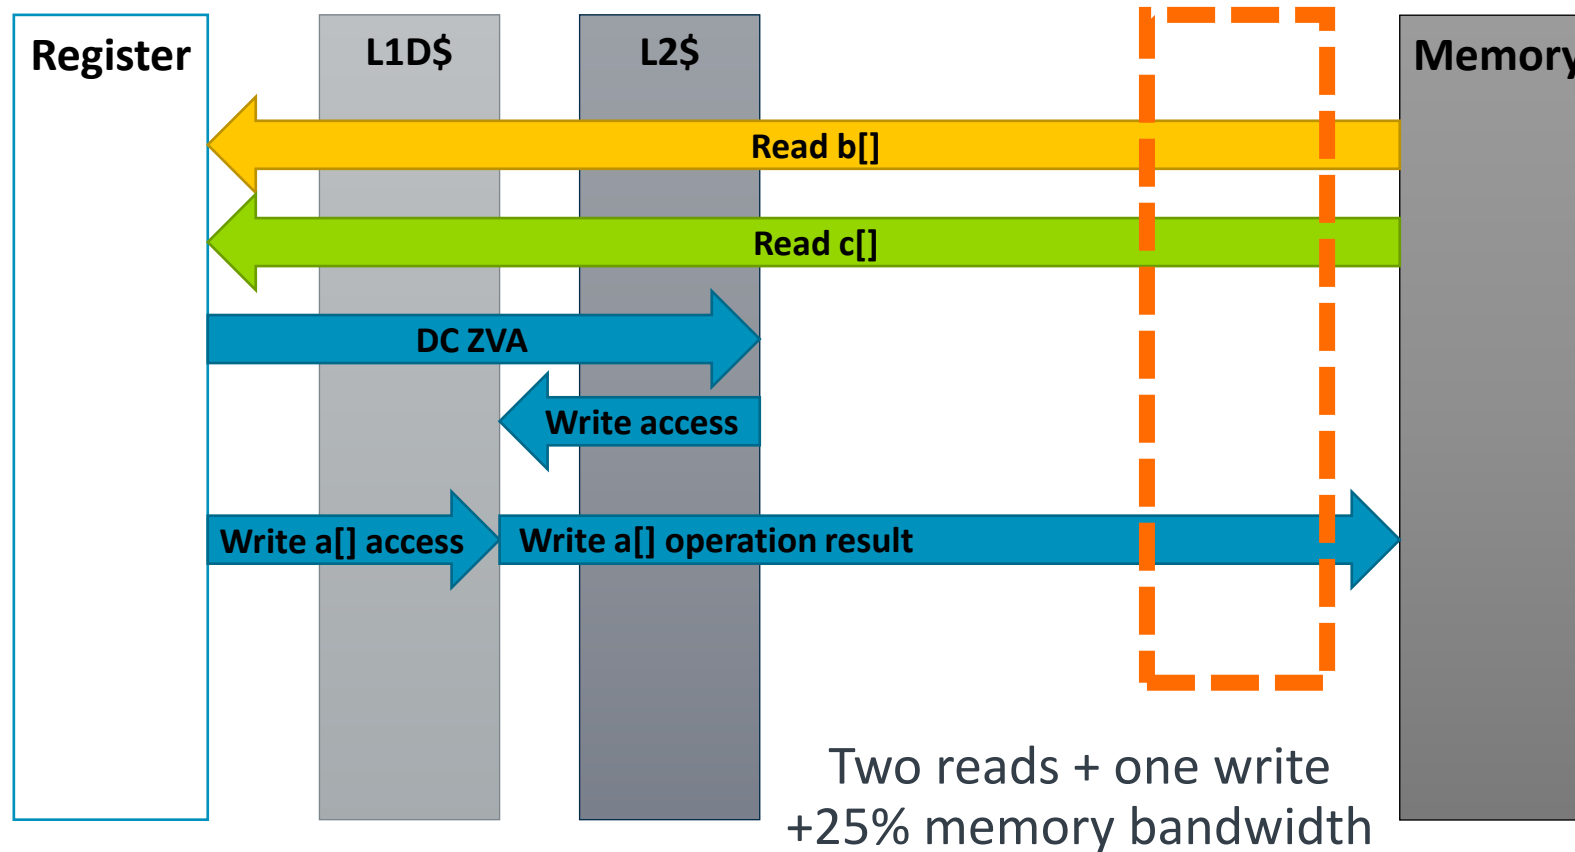 Register
L1D$
L2$
Memory
Read b[]
Read c[]
DC ZVA
Write access
Write a[] access
Write a[] operation result
Two reads + one write
+25% memory bandwidth